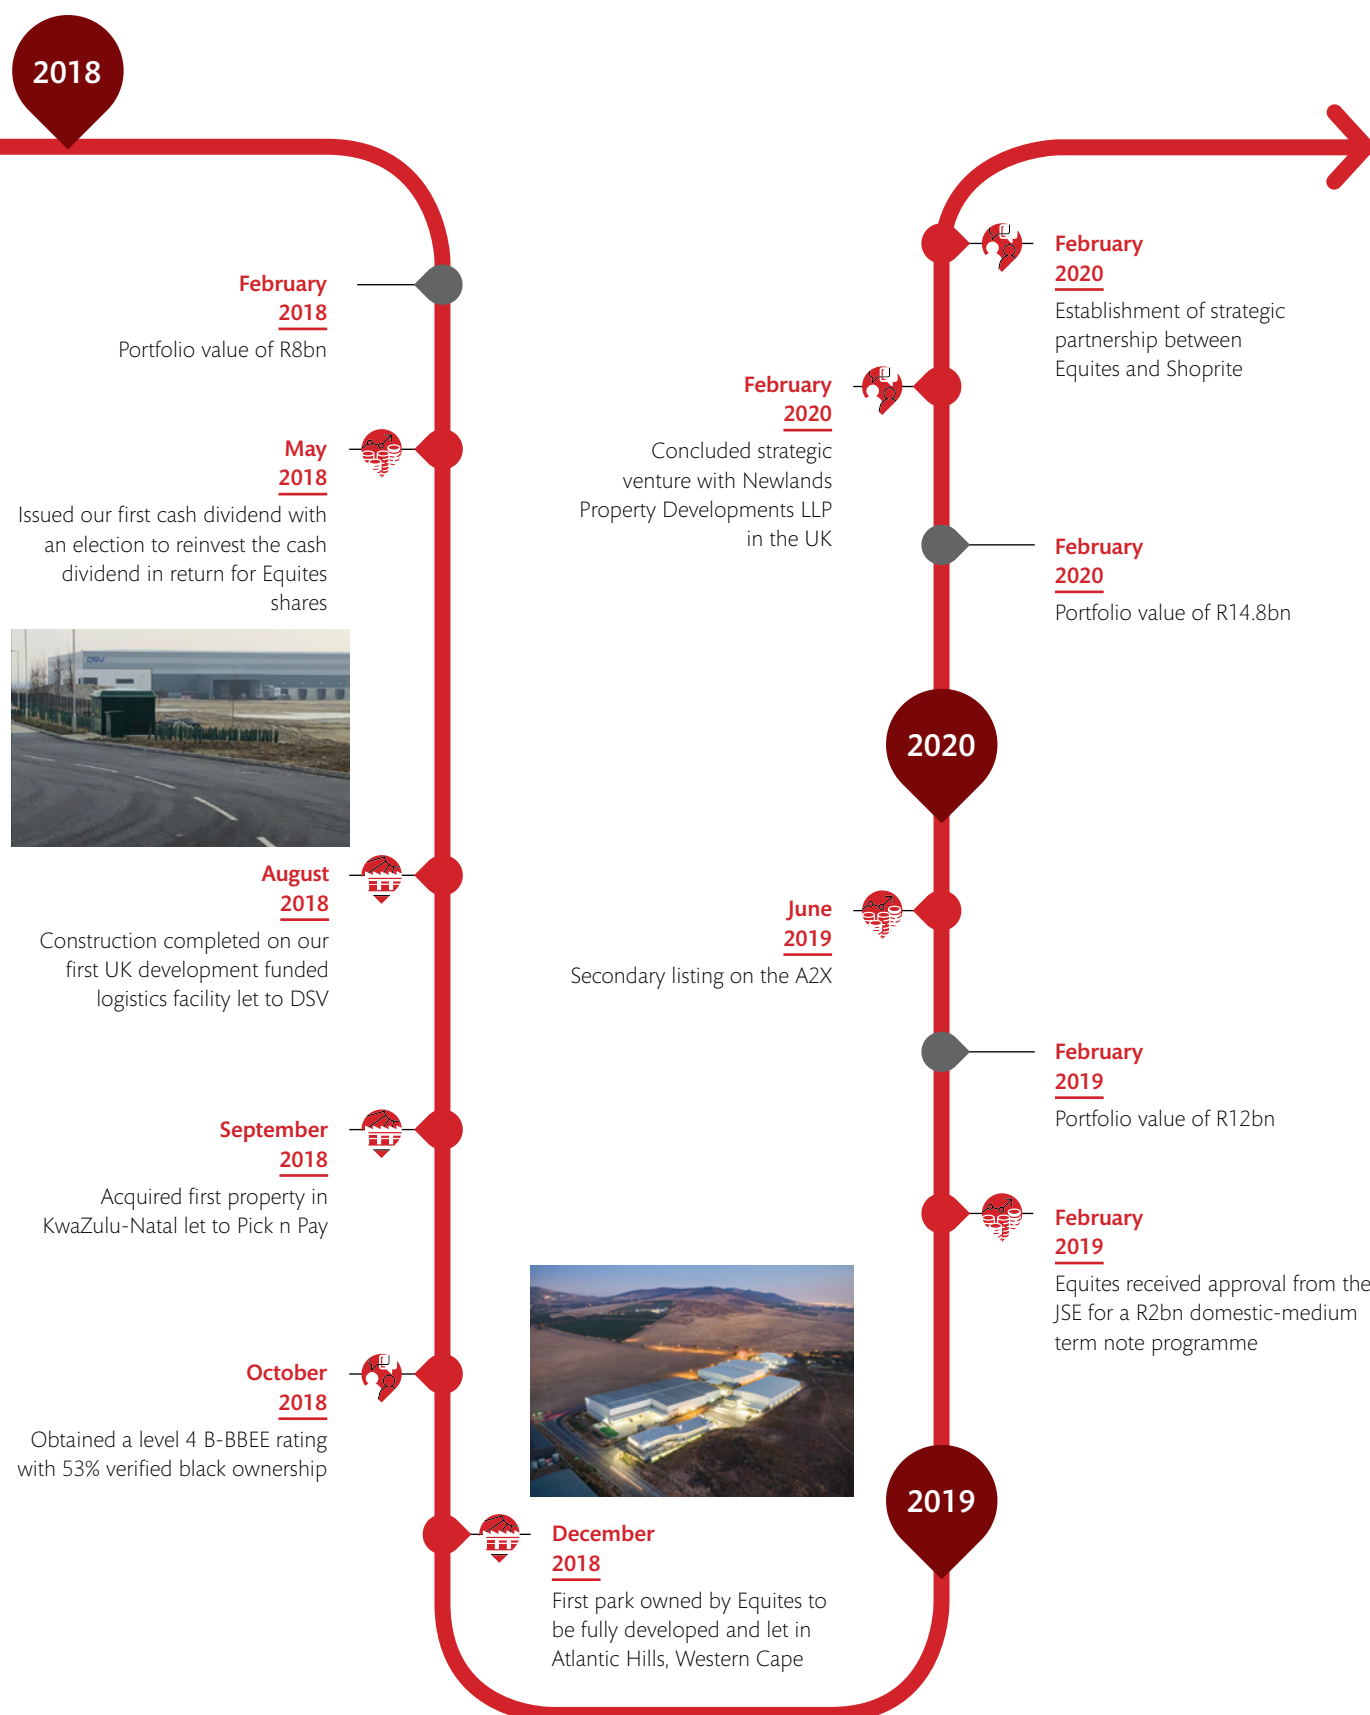 2018
February
2018
Portfolio value of R8bn
May
2018
Issued our first cash dividend with
an election to reinvest the cash
dividend in return for Equites
shares
DSV
August
2018
Construction completed on our
first UK development funded
logistics facility let to DSV
September
2018
Acquired first property in
KwaZulu-Natal let to Pick n Pay
October
2018
Obtained a level 4 B-BBEE rating
with 53% verified black ownership
December
2018
First park owned by Equites to
be fully developed and let in
Atlantic Hills, Western Cape
2019
February
2019
Equites received approval from the
JSE for a R2bn domestic-medium
term note programme
February
2019
Portfolio value of R12bn
June
2019
Secondary listing on the A2X
2020
February
2020
Portfolio value of R14.8bn
February
2020
Concluded strategic
venture with Newlands
Property Developments LLP
in the UK
February
2020
Establishment of strategic
partnership between
Equites and Shoprite